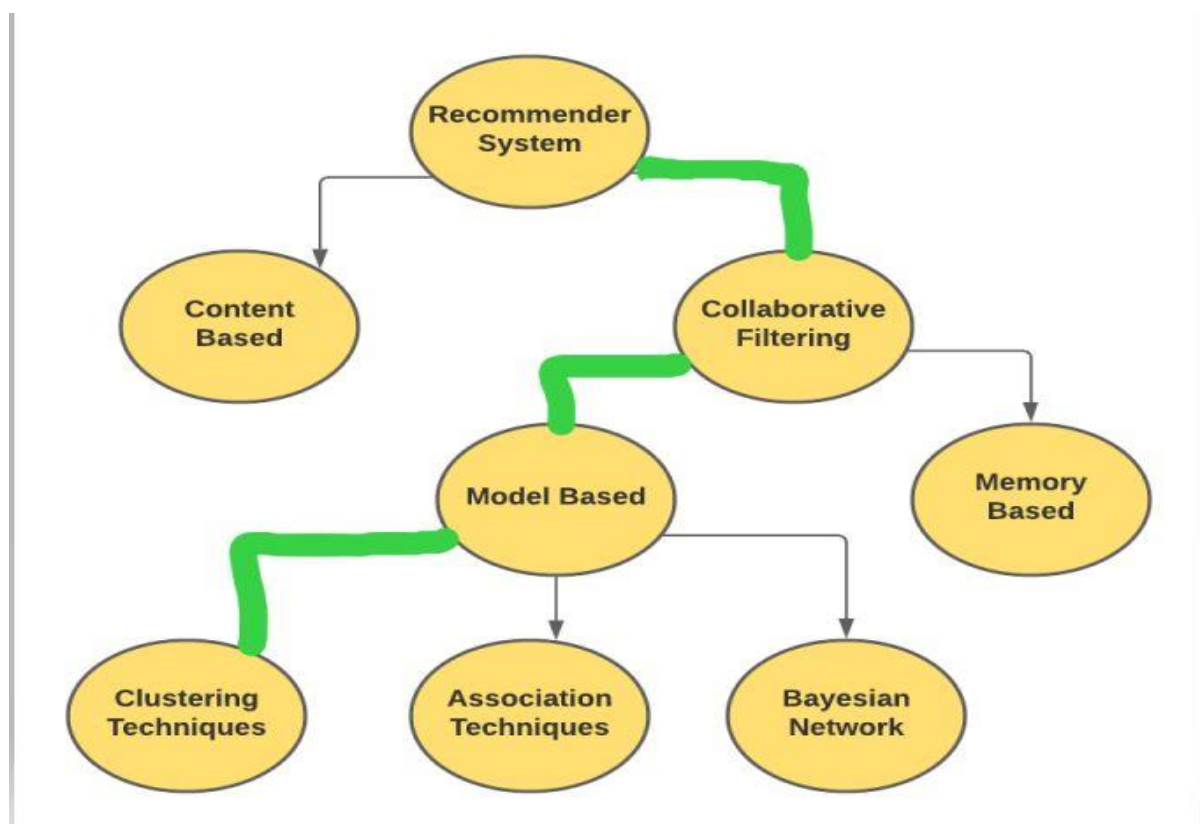 Recommender
System
Content
Based
Collaborative
Filtering
Model Based
Memory
Based
Clustering
Techniques
Association
Techniques
Bayesian
Network